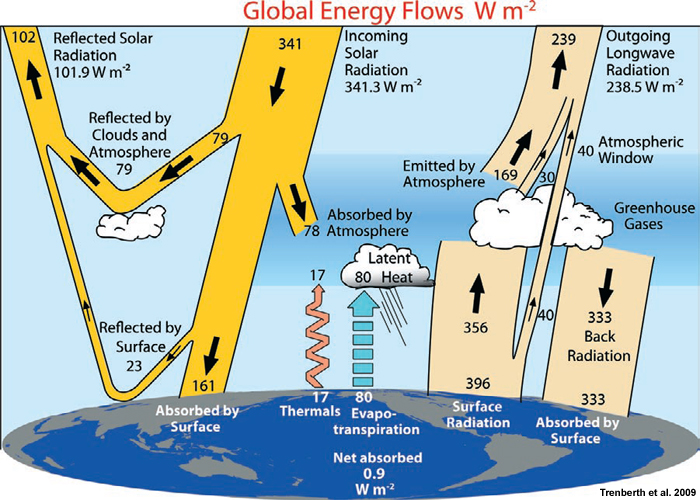 Global Energy Flows W m-2
102
Reflected Solar
Radiation
101.9 W m-2
341
Incoming
Solar
Radiation
341.3 W m-2
239
Outgoing
Longwave
Radiation
238.5 W m-2
Reflected by
Clouds and
Atmosphere
79
79
Emitted by
Atmosphere
169
30
40
Atmospheric
Window
Greenhouse
Gases
78
Absorbed by
Atmosphere
17
Latent
80 Heat
Reflected by
Surface
23
356
40
333
Back
Radiation
161
396
333
Absorbed by
Surface
17
Thermals
80
Evapo-
transpiration
Surface
Radiation
Absorbed by
Surface
Net absorbed
0.9
W m-2
Trenberth et al. 2009